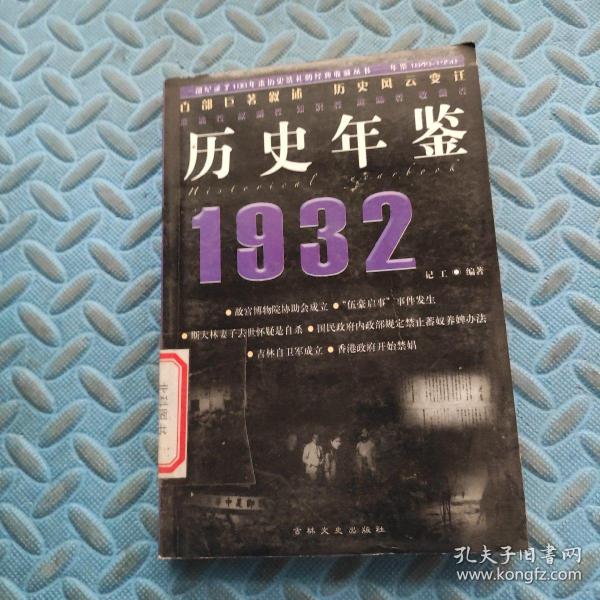 百部巨著叙述 历史风云变迁
历史年鉴
Historical Yearbook
1932
记工●编著
●故宫博物院协助会成立●“伍豪启事”事件发生
●斯大林妻子去世怀疑是自杀●国民政府内政部规定禁止蓄奴养婢办法
●吉林自卫军成立●香港政府开始禁娼
吉林文史出版社
孔夫子旧书网
www.kongfz.com